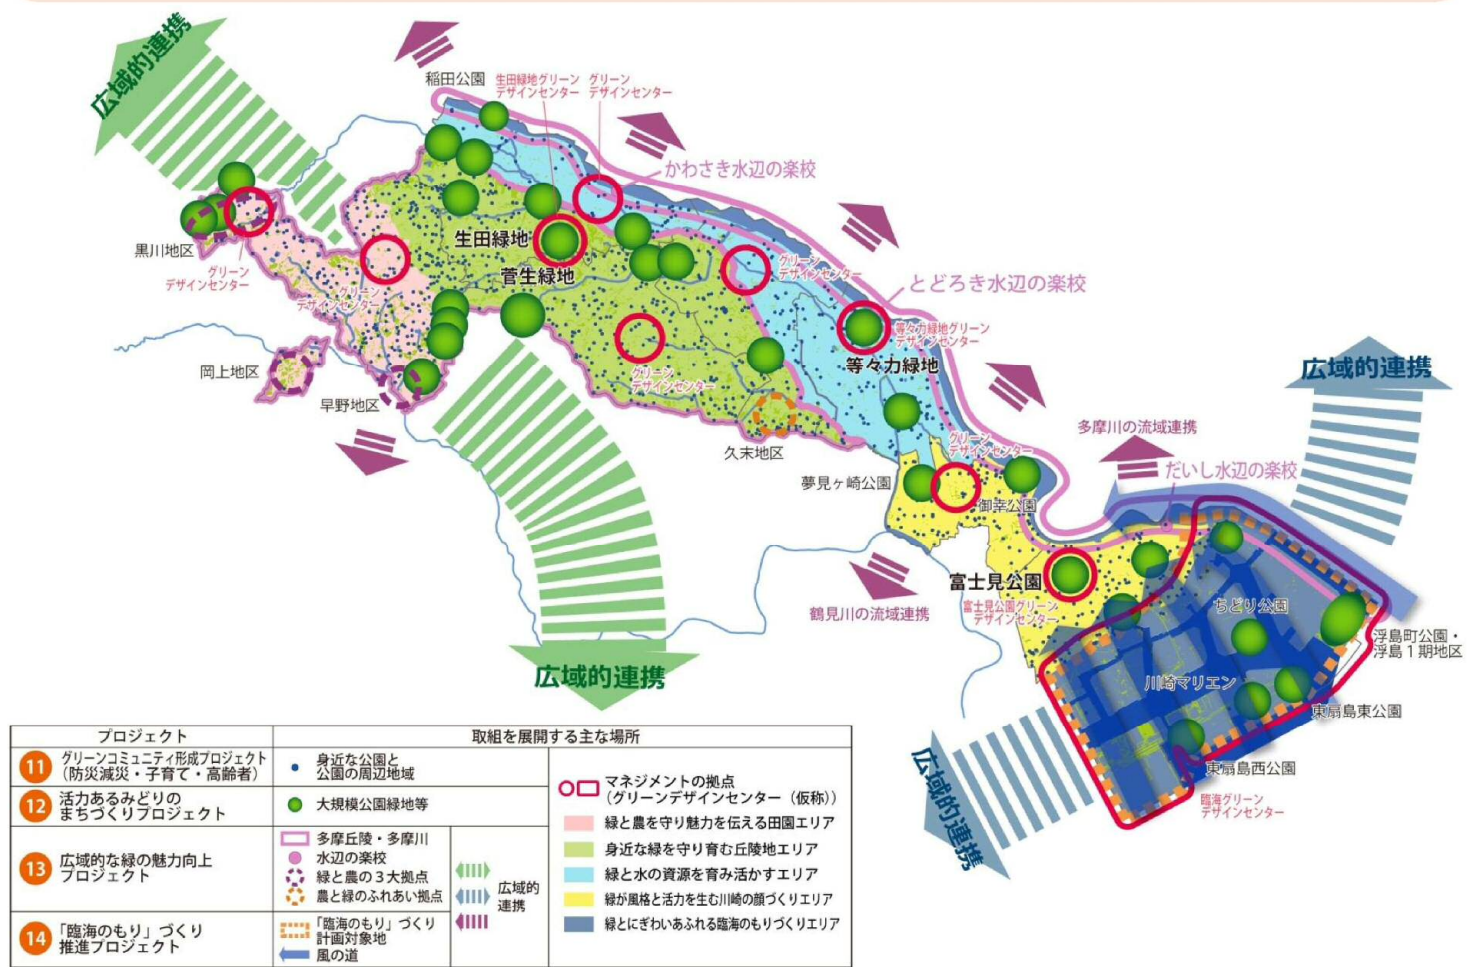 広域的連携
稲田公園
生田緑地グリーン
デザインセンター
グリーン
デザインセンター
かわさき水辺の楽校
黒川地区
グリーン
デザインセンター
グリーン
デザインセンター
生田緑地
菅生緑地
グリーン
デザインセンター
とどろき水辺の楽校
等々力緑地グリーン
デザインセンター
等々力緑地
広域的連携
岡上地区
早野地区
グリーン
デザインセンター
久末地区
グリーン
デザインセンター
多摩川の流域連携
だいし水辺の楽校
夢見ヶ崎公園
御幸公園
富士見公園
富士見公園グリーン
デザインセンター
鶴見川の流域連携
ちどり公園
浮島町公園・
浮島1期地区
川崎マリエン
東扇島東公園
東扇島西公園
臨海グリーン
デザインセンター
広域的連携
広域的連携
プロジェクト
取組を展開する主な場所
11 グリーンコミュニティ形成プロジェクト
(防災減災・子育て・高齢者)
身近な公園と
公園の周辺地域
12 活力あるみどりの
まちづくりプロジェクト
大規模公園緑地等
13 広域的な緑の魅力向上
プロジェクト
多摩丘陵・多摩川
水辺の楽校
緑と農の3大拠点
農と緑のふれあい拠点
14 「臨海のもり」づくり
推進プロジェクト
「臨海のもり」づくり
計画対象地
風の道
広域的
連携
マネジメントの拠点
(グリーンデザインセンター(仮称))
緑と農を守り魅力を伝える田園エリア
身近な緑を守り育む丘陵地エリア
緑と水の資源を育み活かすエリア
緑が風格と活力を生む川崎の顔づくりエリア
緑とにぎわいあふれる臨海のもりづくりエリア